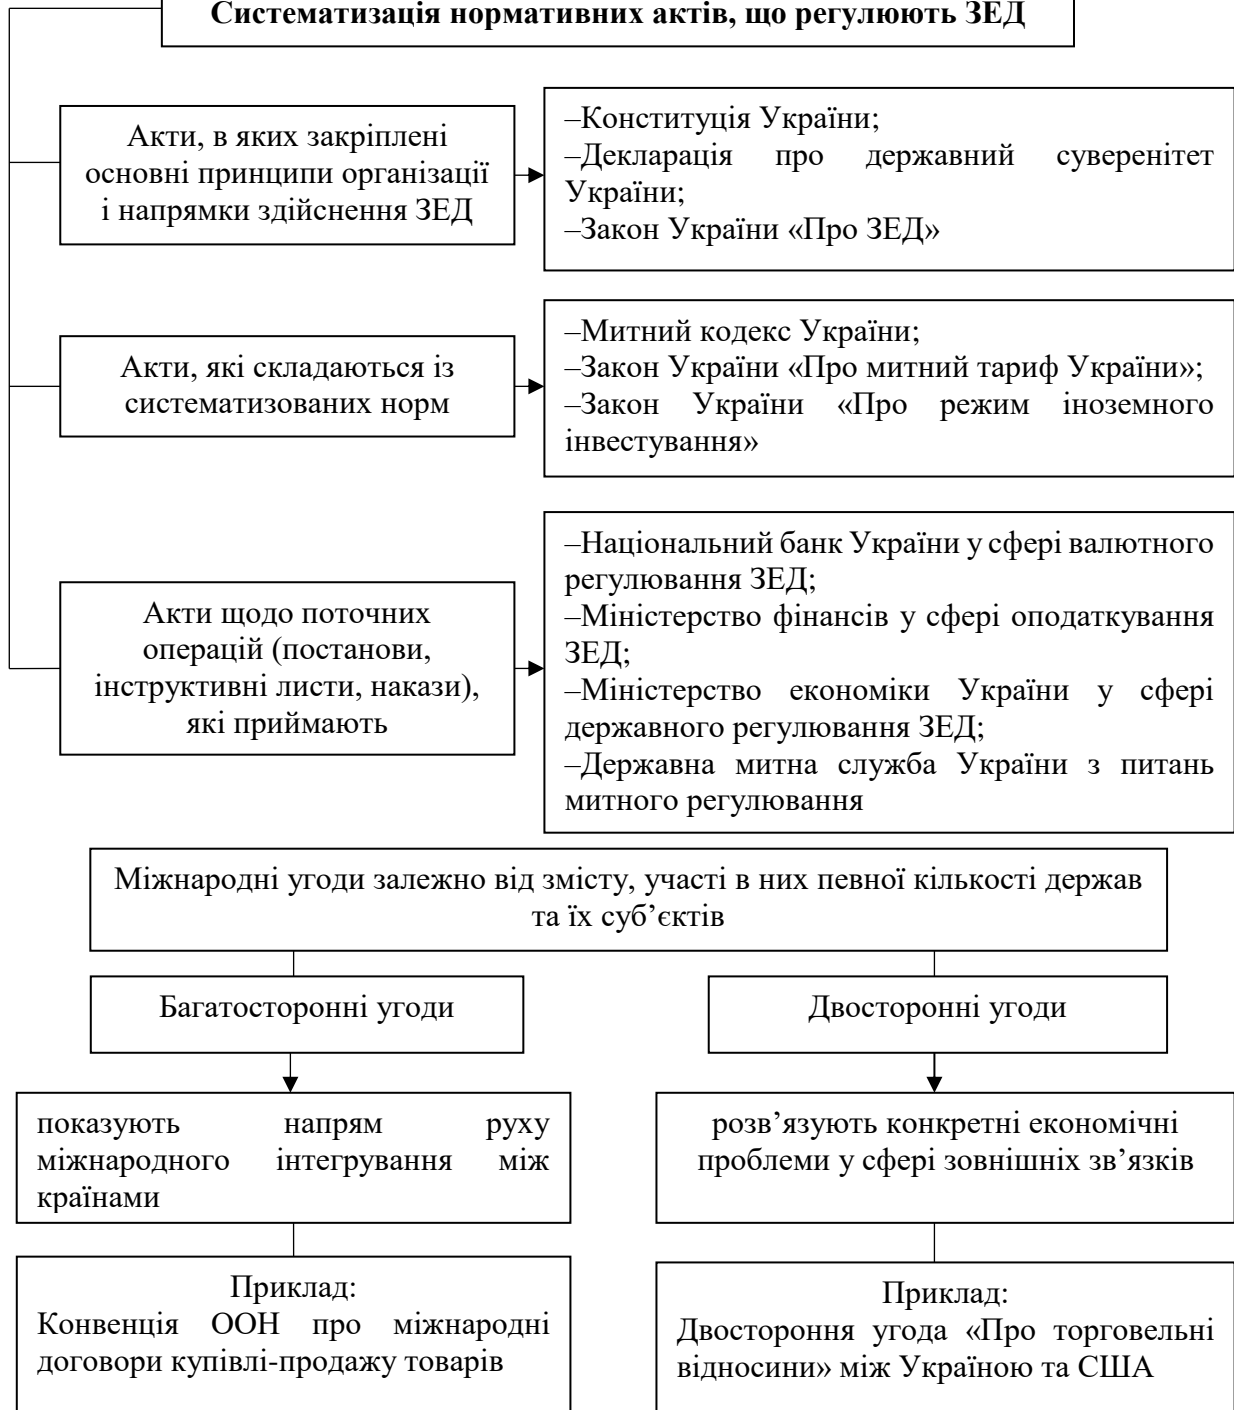 Систематизація нормативних актів, що регулюють ЗЕД
Акти, в яких закріплені
основні принципи організації
і напрямки здійснення ЗЕД
–Конституція України;
–Декларація про державний суверенітет
України;
–Закон України «Про ЗЕД»
Акти, які складаються із
систематизованих норм
–Митний кодекс України;
–Закон України «Про митний тариф України»;
–Закон України «Про режим іноземного
інвестування»
Акти щодо поточних
операцій (постанови,
інструктивні листи, накази),
які приймають
–Національний банк України у сфері валютного
регулювання ЗЕД;
–Міністерство фінансів у сфері оподаткування
ЗЕД;
–Міністерство економіки України у сфері
державного регулювання ЗЕД;
–Державна митна служба України з питань
митного регулювання
Міжнародні угоди залежно від змісту, участі в них певної кількості держав
та їх суб’єктів
Багатосторонні угоди
Двосторонні угоди
показують напрям руху
міжнародного інтегрування між
країнами
розв’язують конкретні економічні
проблеми у сфері зовнішніх зв’язків
Приклад:
Конвенція ООН про міжнародні
договори купівлі-продажу товарів
Приклад:
Двостороння угода «Про торговельні
відносини» між Україною та США